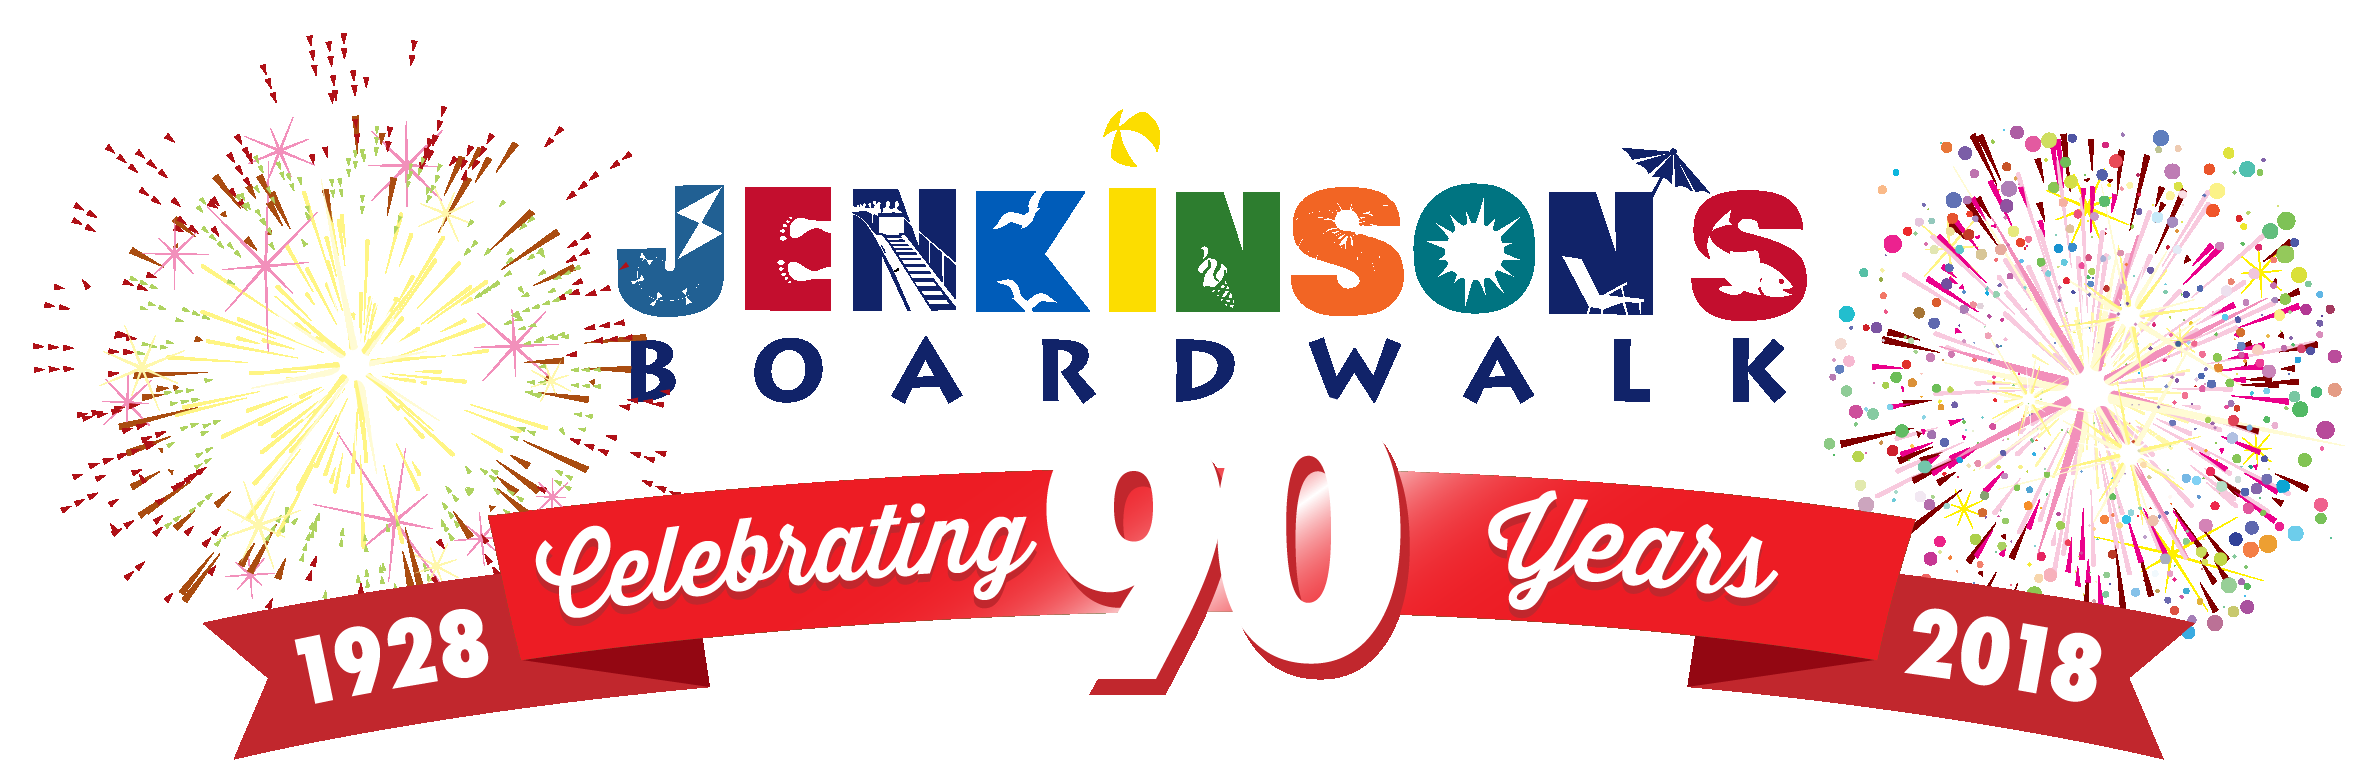 JENKINSON'S
BOARDWALK
Celebrating 90 Years
1928 2018